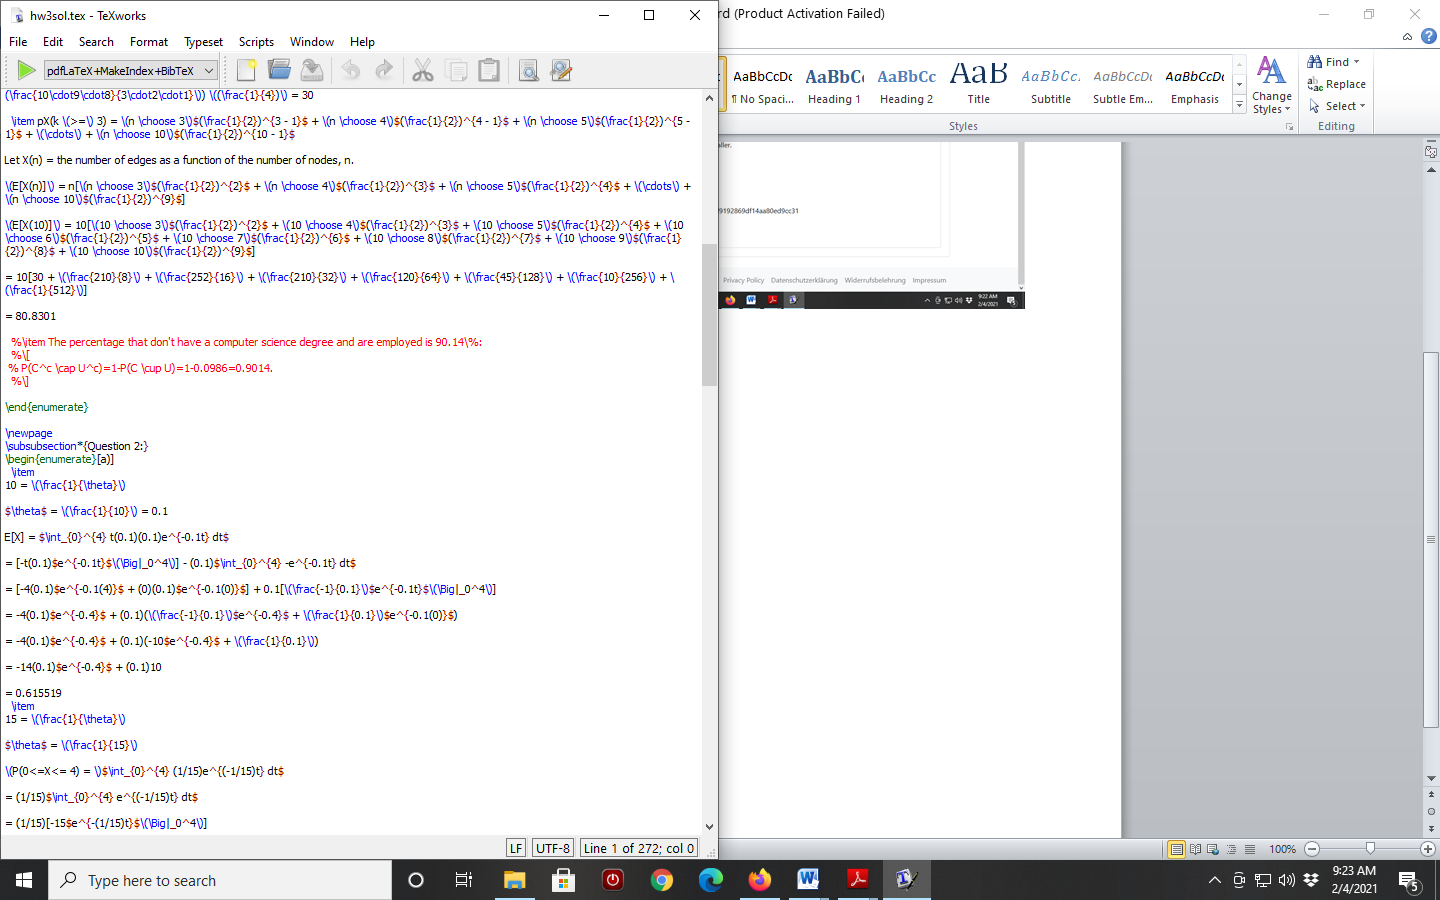 hw3sol.tex - TeXworks
File Edit Search Format Typeset Scripts Window Help
pdfLaTeX+MakeIndex+BibTeX
(\frac{10\cdot9\cdot8}{3\cdot2\cdot1}\)) \((\frac{1}{4})\) = 30
\item pX(k \(>=\) 3) = \(n \choose 3\)$(\frac{1}{2})^{3 - 1}$ + \(n \choose 4\)$(\frac{1}{2})^{4 - 1}$ + \(n \choose 5\)$(\frac{1}{2})^{5 -
1}$ + \(\cdots\) + \(n \choose 10\)$(\frac{1}{2})^{10 - 1}$
Let X(n) = the number of edges as a function of the number of nodes, n.
\(E[X(n)]\) = n[\(n \choose 3\)$(\frac{1}{2})^{2}$ + \(n \choose 4\)$(\frac{1}{2})^{3}$ + \(n \choose 5\)$(\frac{1}{2})^{4}$ + \(\cdots\) +
\(n \choose 10\)$(\frac{1}{2})^{9}$]
\(E[X(10)]\) = 10[\(10 \choose 3\)$(\frac{1}{2})^{2}$ + \(10 \choose 4\)$(\frac{1}{2})^{3}$ + \(10 \choose 5\)$(\frac{1}{2})^{4}$ + \(10
\choose 6\)$(\frac{1}{2})^{5}$ + \(10 \choose 7\)$(\frac{1}{2})^{6}$ + \(10 \choose 8\)$(\frac{1}{2})^{7}$ + \(10 \choose 9\)$(\frac{1}
{2})^{8}$ + \(10 \choose 10\)$(\frac{1}{2})^{9}$]
= 10[30 + \(\frac{210}{8}\) + \(\frac{252}{16}\) + \(\frac{210}{32}\) + \(\frac{120}{64}\) + \(\frac{45}{128}\) + \(\frac{10}{256}\) + \
(\frac{1}{512}\)]
= 80.8301
%\item The percentage that don't have a computer science degree and are employed is 90.14\%:
%\[
% P(C^c \cap U^c)=1-P(C \cup U)=1-0.0986=0.9014.
%\]
\end{enumerate}
\newpage
\subsubsection*{Question 2:}
\begin{enumerate}[a)]
\item
10 = \(\frac{1}{\theta}\)
$\theta$ = \(\frac{1}{10}\) = 0.1
E[X] = $\int_{0}^{4} t(0.1)(0.1)e^{-0.1t} dt$
= [-t(0.1)$e^{-0.1t}$\(\Big|_0^4\)] - (0.1)$\int_{0}^{4} -e^{-0.1t} dt$
= [-4(0.1)$e^{-0.1(4)}$ + (0)(0.1)$e^{-0.1(0)}$] + 0.1[\(\frac{-1}{0.1}\)$e^{-0.1t}$\(\Big|_0^4\)]
= -4(0.1)$e^{-0.4}$ + (0.1)(\(\frac{-1}{0.1}\)$e^{-0.4}$ + \(\frac{1}{0.1}\)$e^{-0.1(0)}$)
= -4(0.1)$e^{-0.4}$ + (0.1)(-10$e^{-0.4}$ + \(\frac{1}{0.1}\))
= -14(0.1)$e^{-0.4}$ + (0.1)10
= 0.615519
\item
15 = \(\frac{1}{\theta}\)
$\theta$ = \(\frac{1}{15}\)
\(P(0<=X<= 4) = \)$\int_{0}^{4} (1/15)e^{(-1/15)t} dt$
= (1/15)$\int_{0}^{4} e^{(-1/15)t} dt$
= (1/15)[-15$e^{-(1/15)t}$\(\Big|_0^4\)]
LF UTF-8 Line 1 of 272; col 0
rd (Product Activation Failed)
AaBbCcDc AaBbCc AaBbCc AaB AaBbCc. AaBbCcDc AaBbCcDc
¶ No Spaci... Heading 1 Heading 2 Title Subtitle Subtle Em... Emphasis
Change Styles
Find
Replace
Select
Styles Editing
aller.
9192869df14aa80ed9cc31
Privacy Policy Datenschutzerklärung Widerrufsbelehrung Impressum
9:22 AM
2/4/2021
100%
Type here to search
9:23 AM
2/4/2021
5